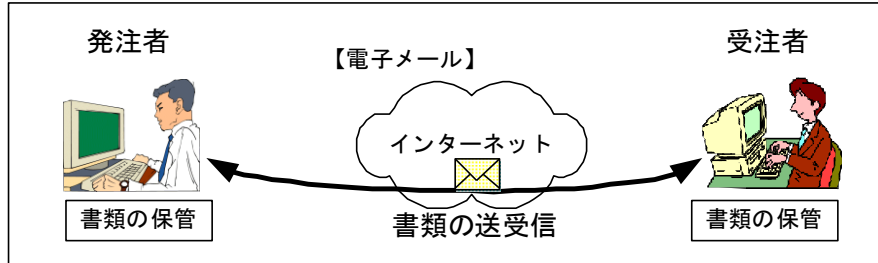 発注者
受注者
【電子メール】
インターネット
書類の送受信
書類の保管
書類の保管